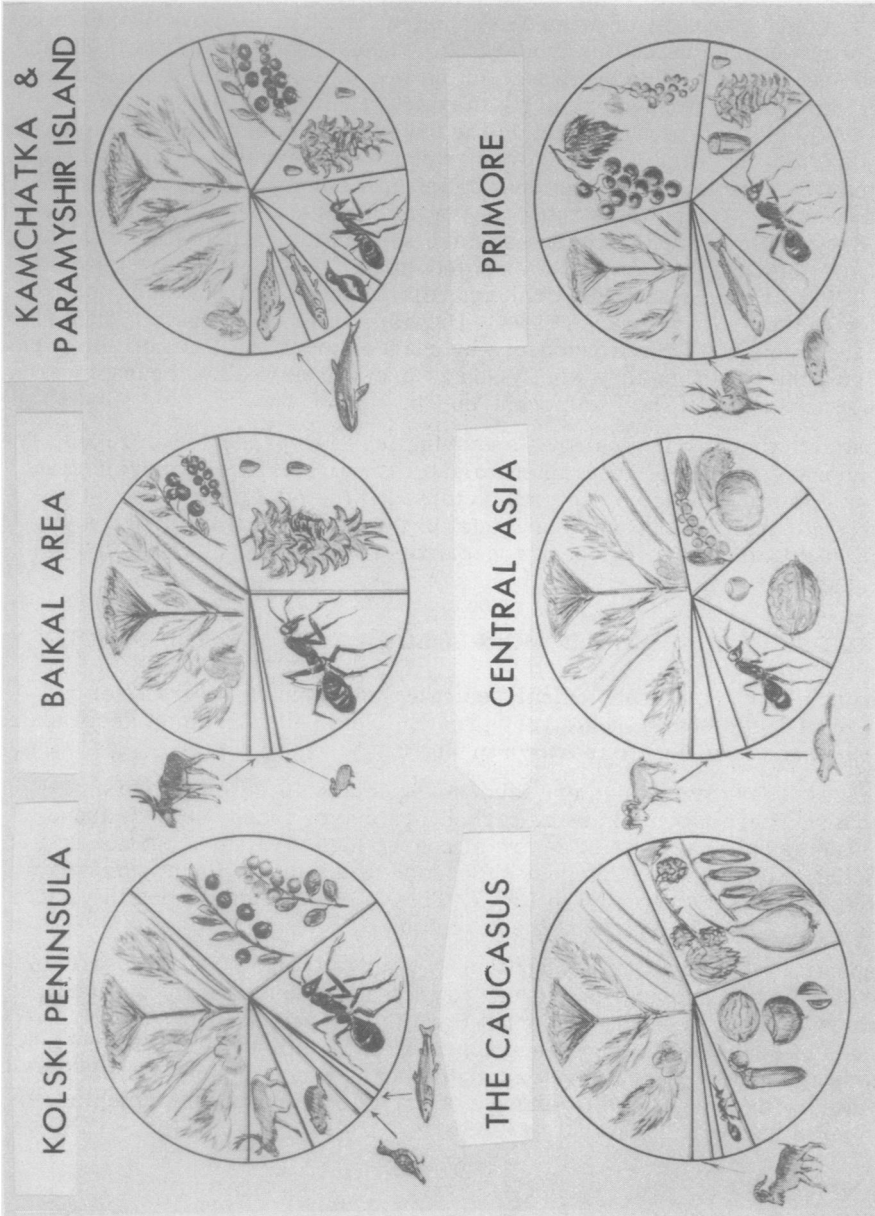 KOLSKI PENINSULA
BAIKAL AREA
KAMCHATKA &
PARAMYSHIR ISLAND
THE CAUCASUS
CENTRAL ASIA
PRIMORE